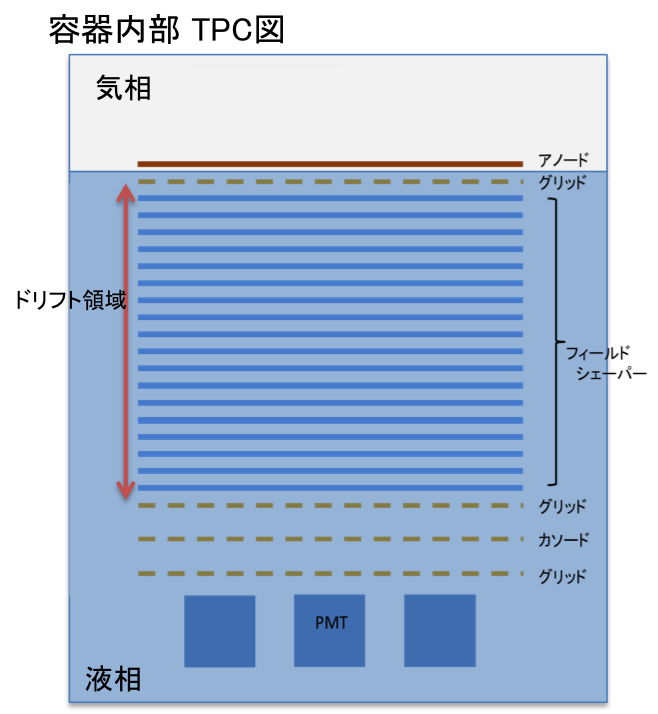 容器内部 TPC図
気相
アノード
グリッド
ドリフト領域
フィールド
シェーパー
グリッド
カソード
グリッド
PMT
液相